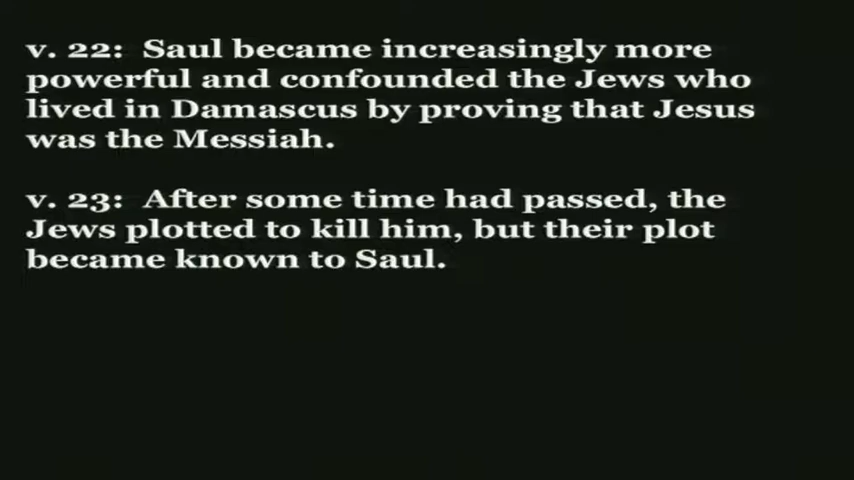 v. 22:  Saul became increasingly more
powerful and confounded the Jews who
lived in Damascus by proving that Jesus
was the Messiah.
v. 23:  After some time had passed, the
Jews plotted to kill him, but their plot
became known to Saul.